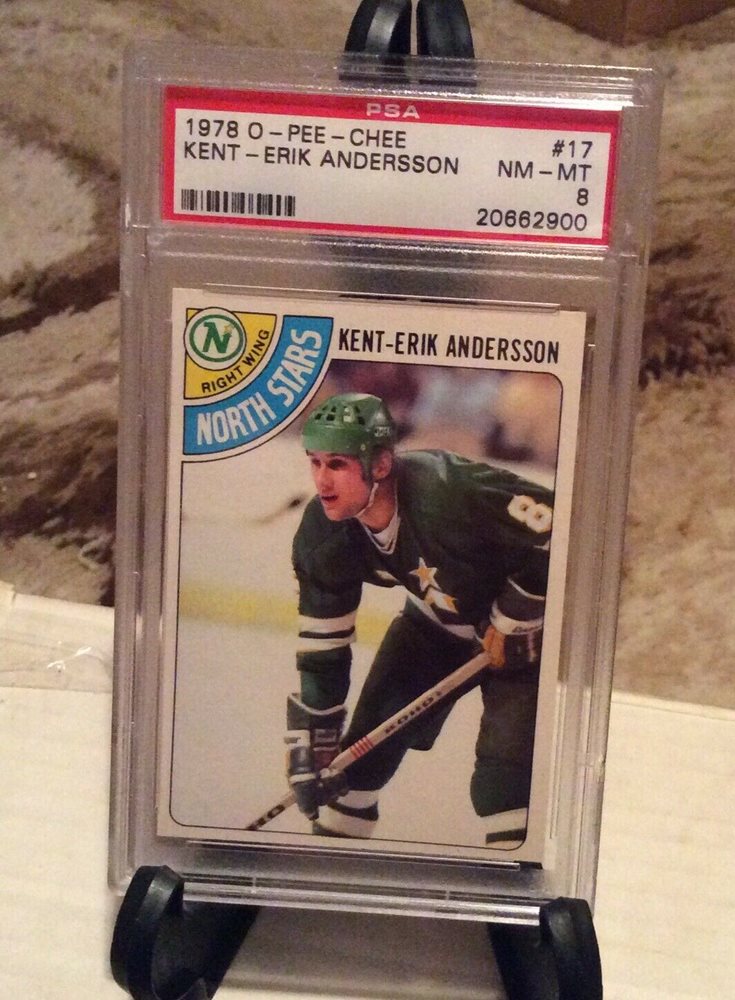 PSA
1978 O-PEE-CHEE #17
KENT-ERIK ANDERSSON NM-MT
8
20662900
N
RIGHT WING
NORTH STARS
KENT-ERIK ANDERSSON
8
KOHO